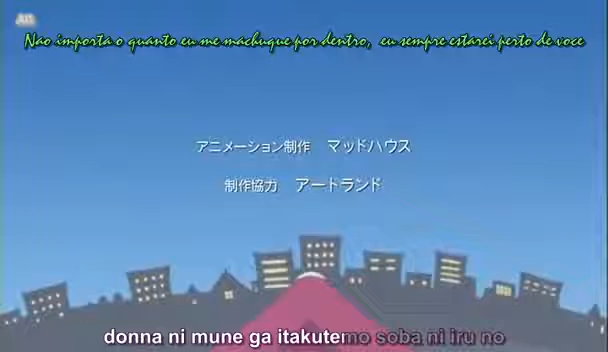 Não importa o quanto eu me machuque por dentro, eu sempre estarei perto de voce
アニメーション制作　マッドハウス
制作協力　アートランド
donna ni mune ga itakutemo soba ni iru no